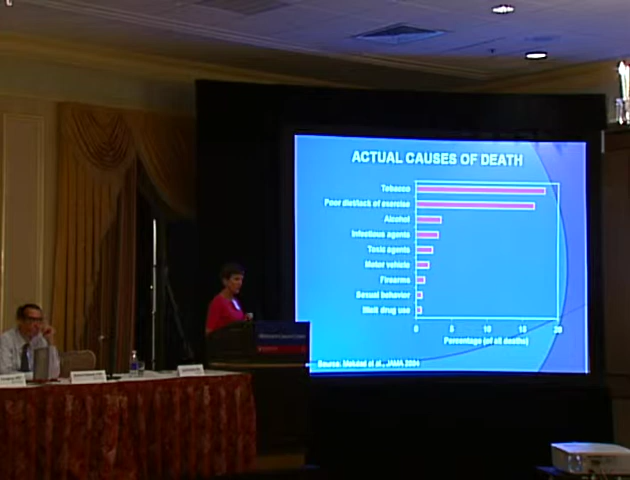 ACTUAL CAUSES OF DEATH
Tobacco
Poor diet/lack of exercise
Alcohol
Infectious agents
Toxic agents
Motor vehicle
Firearms
Sexual behavior
Illicit drug use
0 5 10 15 20
Percentage (of all deaths)
Source: Mokdad et al., JAMA 2004